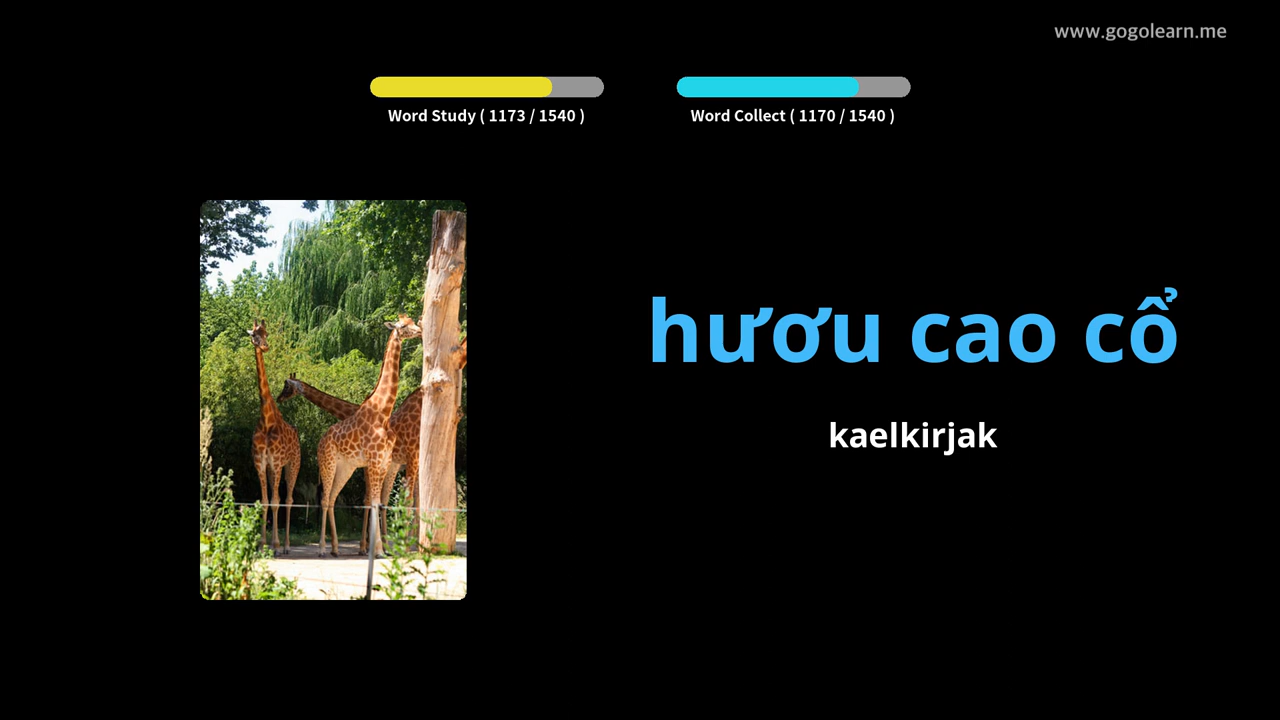 www.gogolearn.me
Word Study ( 1173 / 1540 )
Word Collect ( 1170 / 1540 )
hươu cao cổ
kaelkirjak